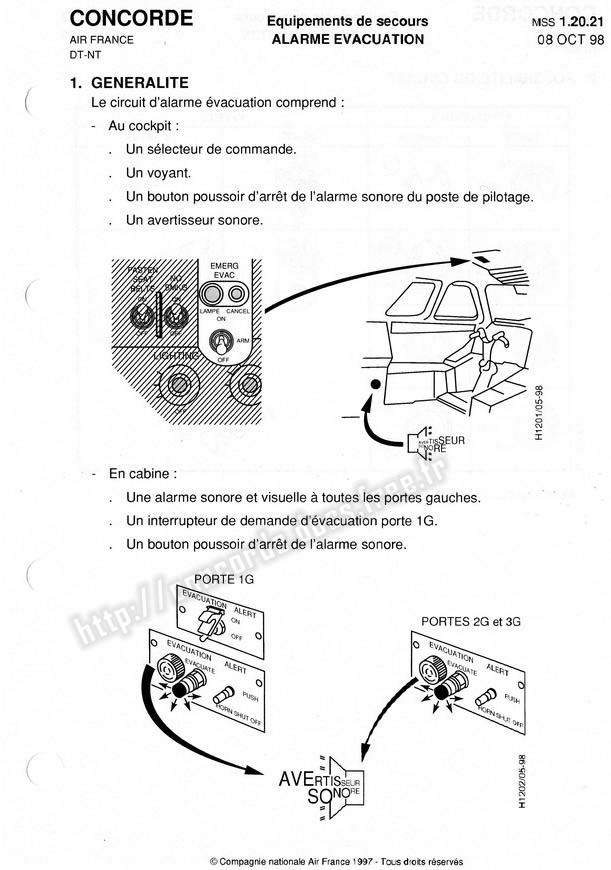 CONCORDE
AIR FRANCE
DT-NT
Equipements de secours
ALARME EVACUATION
MSS 1.20.21
08 OCT 98
1. GENERALITE
Le circuit d'alarme évacuation comprend :
- Au cockpit :
. Un sélecteur de commande.
. Un voyant.
. Un bouton poussoir d'arrêt de l'alarme sonore du poste de pilotage.
. Un avertisseur sonore.
FASTEN
SEAT
BELTS
ON
OFF
NO
SMKG
ON
OFF
EMERG
EVAC
LAMPE CANCEL
ON
ARM
OFF
LIGHTING
AVERTISSEUR
SONORE
H1201/05-98
- En cabine :
. Une alarme sonore et visuelle à toutes les portes gauches.
. Un interrupteur de demande d'évacuation porte 1G.
. Un bouton poussoir d'arrêt de l'alarme sonore.
PORTE 1G
EVACUATION ALERT
ON
OFF
EVACUATION ALERT
EVACUATE
PUSH
HORN SHUT OFF
PORTES 2G et 3G
EVACUATION ALERT
EVACUATE
PUSH
HORN SHUT OFF
AVERTISSEUR
SONORE
H1202/05-98
© Compagnie nationale Air France 1997 - Tous droits réservés